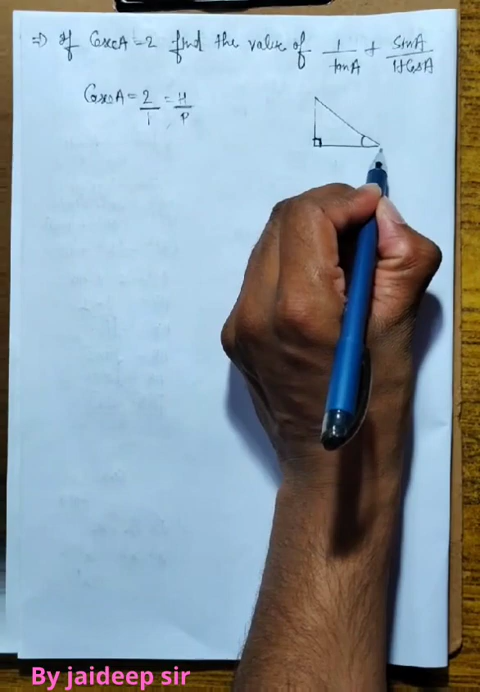 ⇒ If CosecA=2 find the value of 1/tanA + SinA/1+CosA
CosecA = 2/1 = H/P
By jaideep sir